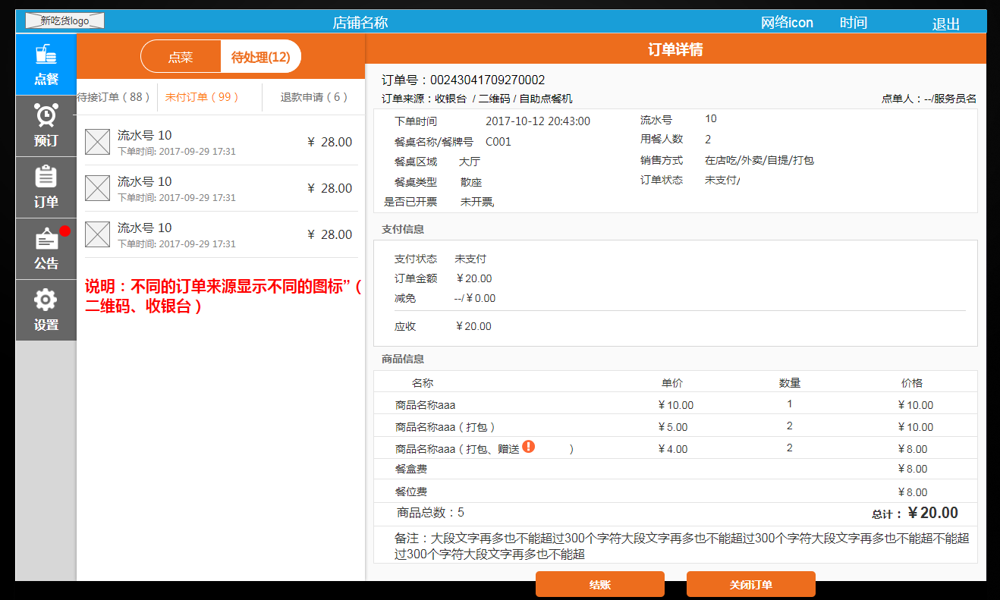 新吃货logo 店铺名称 网络icon 时间 退出
点餐
预订
订单
公告
设置
点菜 待处理(12)
待接订单（88） 未付订单（99） 退款申请（6）
流水号 10
下单时间: 2017-09-29 17:31
¥ 28.00
流水号 10
下单时间: 2017-09-29 17:31
¥ 28.00
流水号 10
下单时间: 2017-09-29 17:31
¥ 28.00
说明：不同的订单来源显示不同的图标”（
二维码、收银台）
订单详情
订单号：00243041709270002
订单来源：收银台 / 二维码 / 自助点餐机 点单人：--/服务员名
下单时间 2017-10-12 20:43:00 流水号 10
餐桌名称/餐牌号 C001 用餐人数 2
餐桌区域 大厅 销售方式 在店吃/外卖/自提/打包
餐桌类型 散座 订单状态 未支付/
是否已开票 未开票,
支付信息
支付状态 未支付
订单金额 ¥20.00
减免 --/¥0.00
应收 ¥20.00
商品信息
名称 单价 数量 价格
商品名称aaa ¥10.00 1 ¥10.00
商品名称aaa（打包） ¥5.00 2 ¥10.00
商品名称aaa（打包、赠送 ！ ） ¥4.00 2 ¥8.00
餐盒费 ¥8.00
餐位费 ¥8.00
商品总数：5 总计：¥20.00
备注：大段文字再多也不能超过300个字符大段文字再多也不能超过300个字符大段文字再多也不能超不能超
过300个字符大段文字再多也不能超
结账 关闭订单